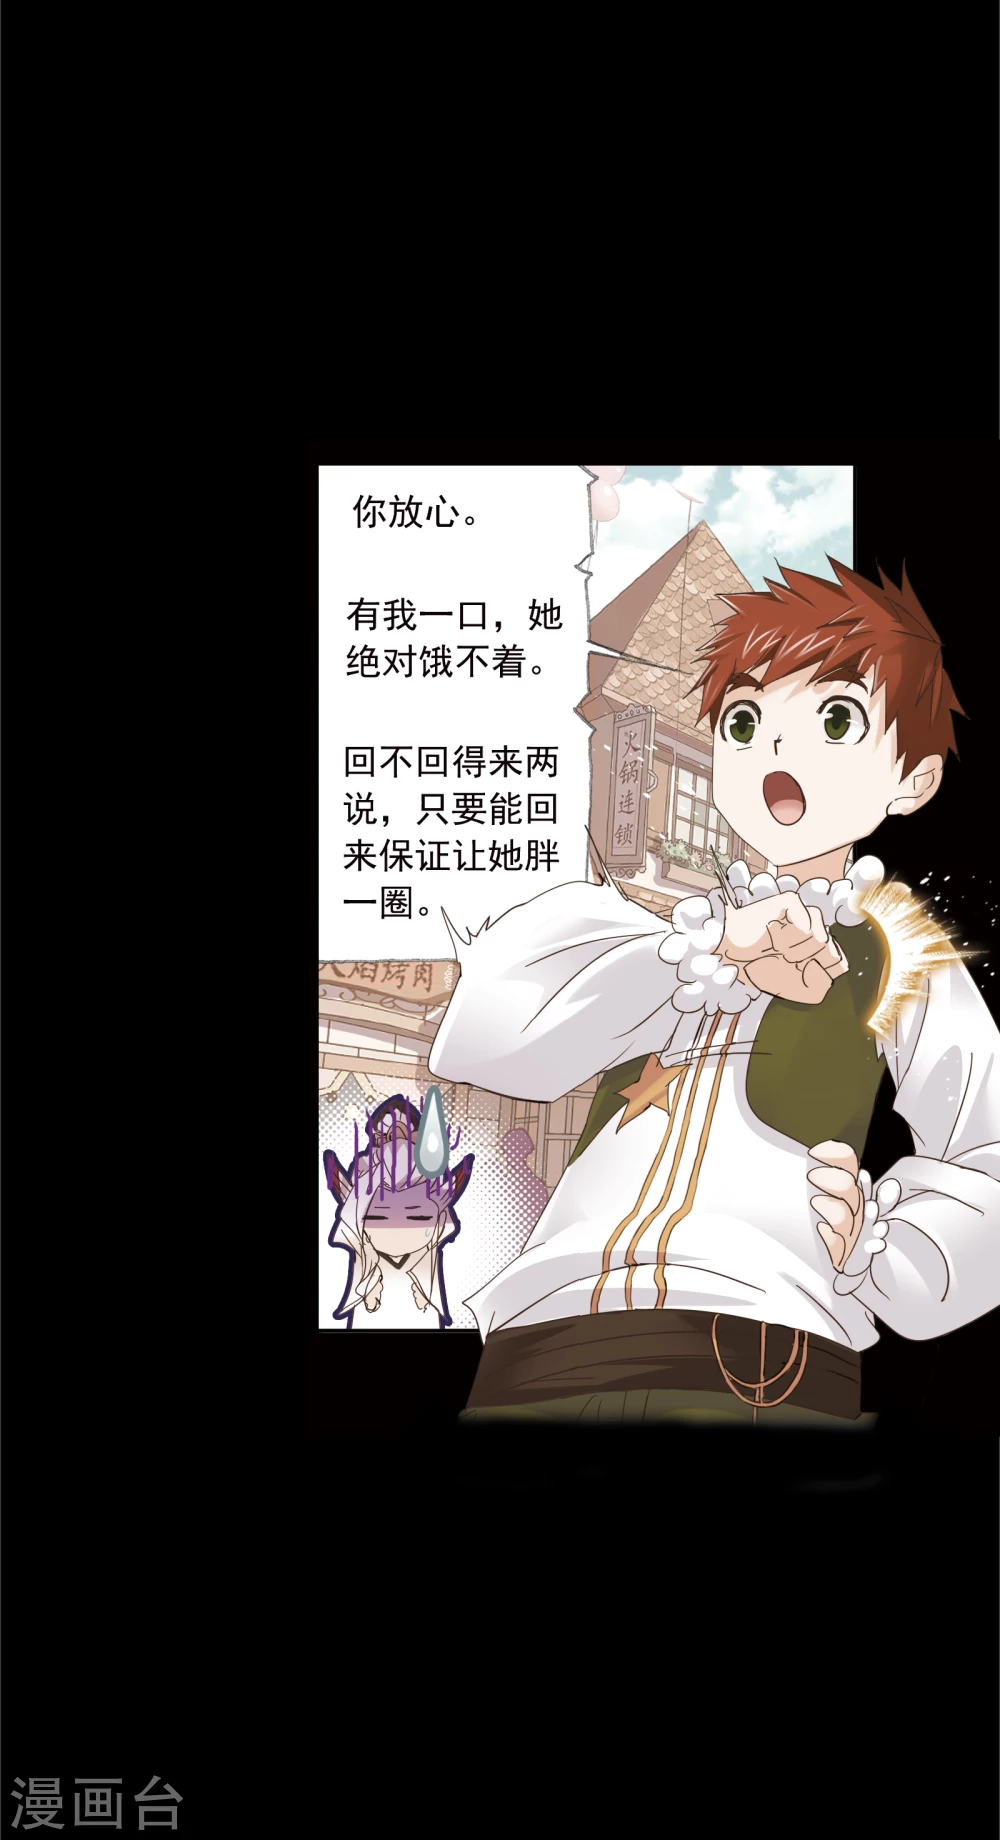 你放心。
有我一口，她
绝对饿不着。
回不回得来两
说，只要能回
来保证让她胖
一圈。
火锅连锁
焰烤肉
漫画台